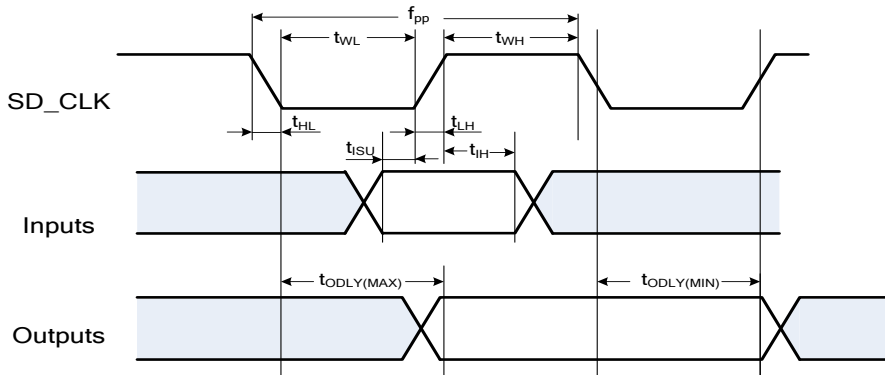 fpp
tWL
tWH
SD_CLK
tHL
tLH
tISU
tIH
Inputs
tODLY(MAX)
tODLY(MIN)
Outputs